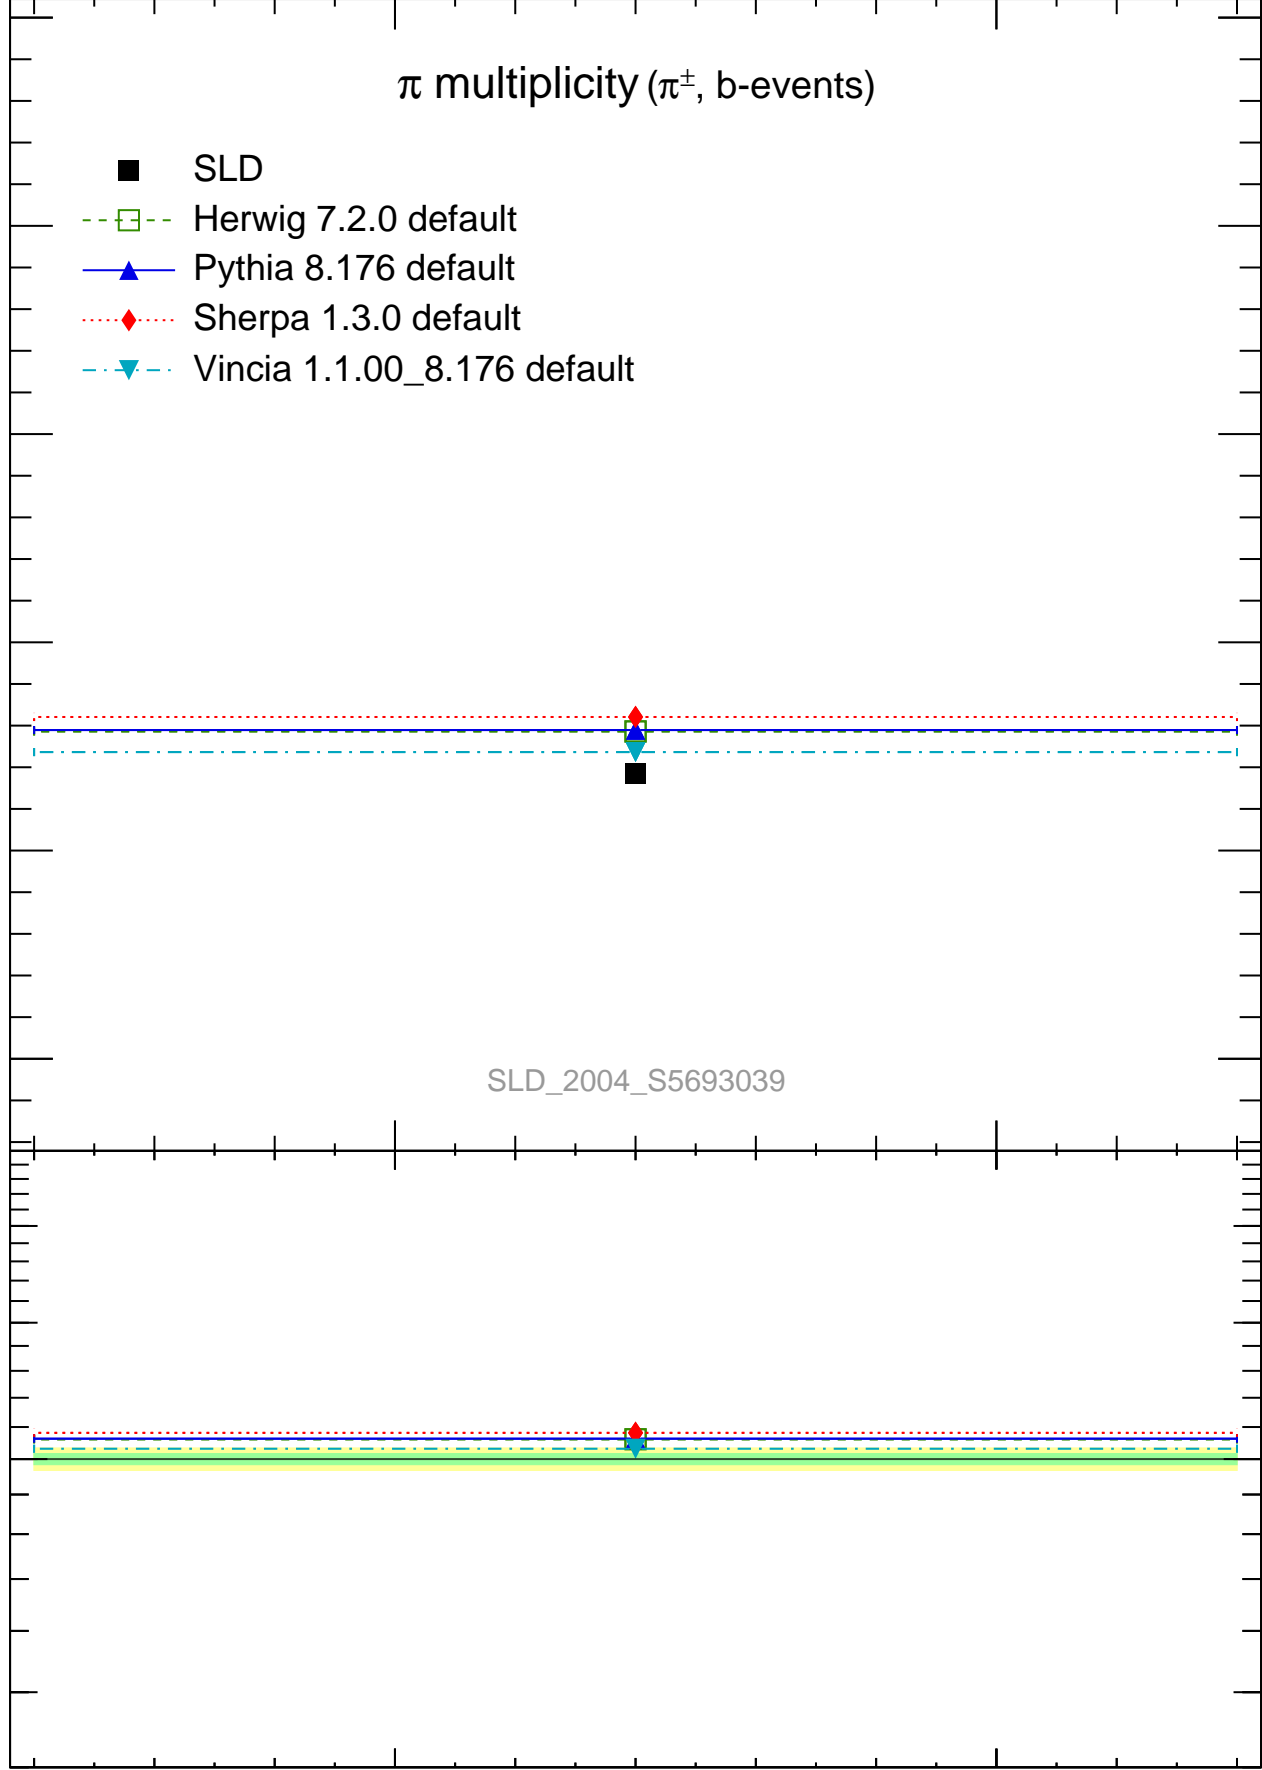 π multiplicity (π±, b-events)
SLD
Herwig 7.2.0 default
Pythia 8.176 default
Sherpa 1.3.0 default
Vincia 1.1.00_8.176 default
SLD_2004_S5693039